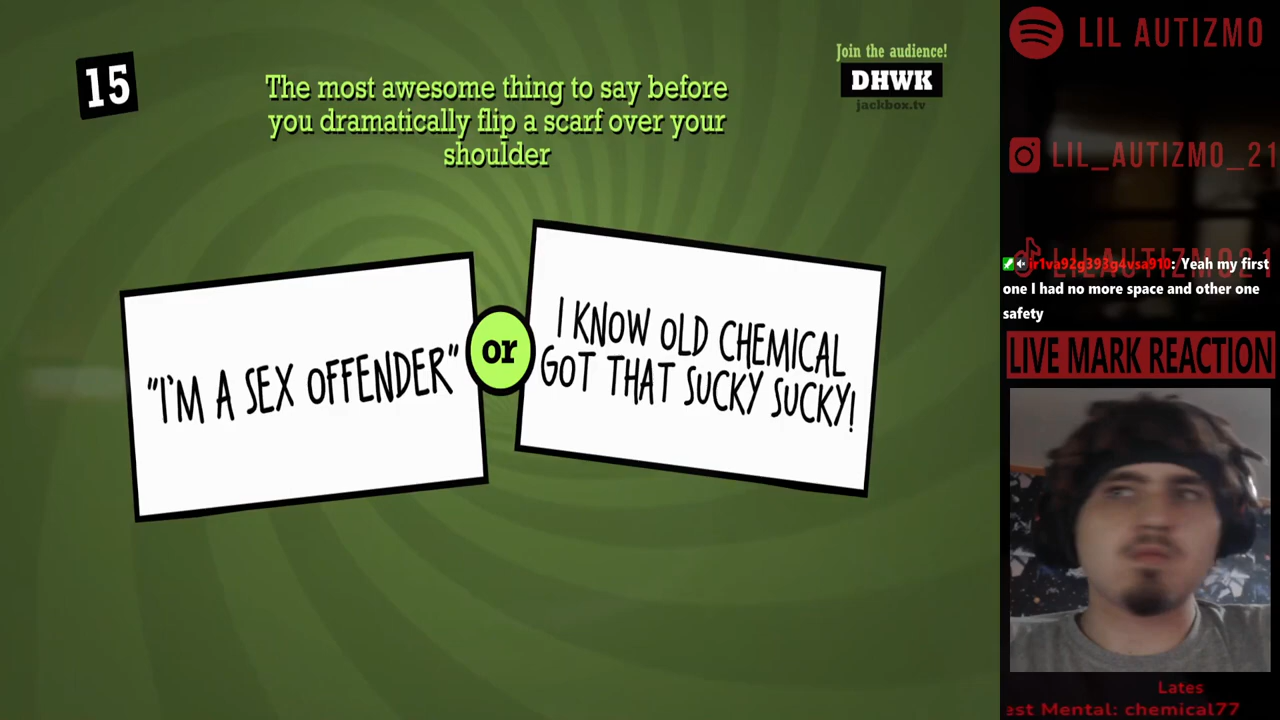 15
The most awesome thing to say before
you dramatically flip a scarf over your
shoulder
Join the audience!
DHWK
jackbox.tv
"I'M A SEX OFFENDER"
or
I KNOW OLD CHEMICAL
GOT THAT SUCKY SUCKY!
LIL AUTIZMO
LIL_AUTIZMO_21
LILAUTIZMO21
ir1va92g393g4vsa910: Yeah my first
one I had no more space and other one
safety
LIVE MARK REACTION
Lates
est Mental: chemical77